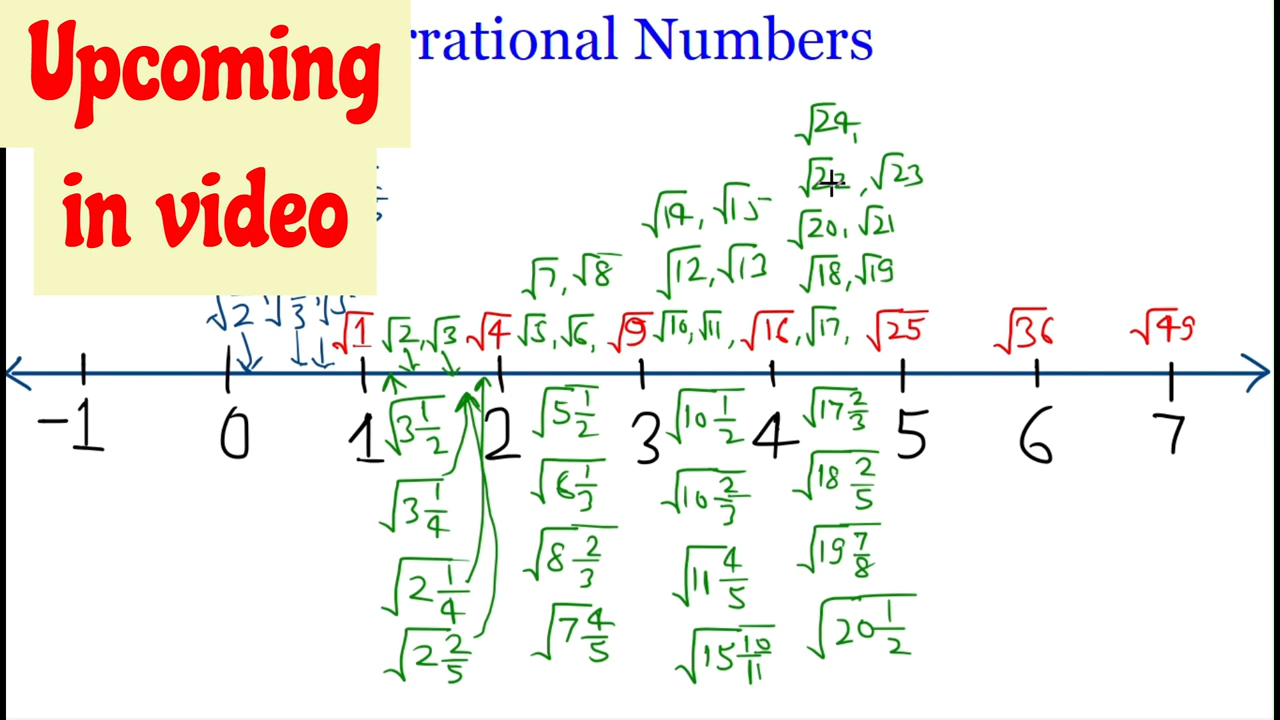 Upcoming
in video
rrational Numbers
√24,
√22, √23
√14, √15 √20, √21
√7, √8 √12, √13 √18, √19
√2 √3 √5 √1 √2, √3 √4 √5, √6, √9 √10, √11, √16, √17, √25 √36 √49
-1 0 1 2 3 4 5 6 7
√3 1/2 √5 1/2 √10 1/2 √17 2/3
√3 1/4 √6 1/3 √10 2/3 √18 2/5
√2 1/4 √8 2/3 √11 4/5 √19 7/8
√2 2/5 √7 4/5 √15 10/11 √20 1/2